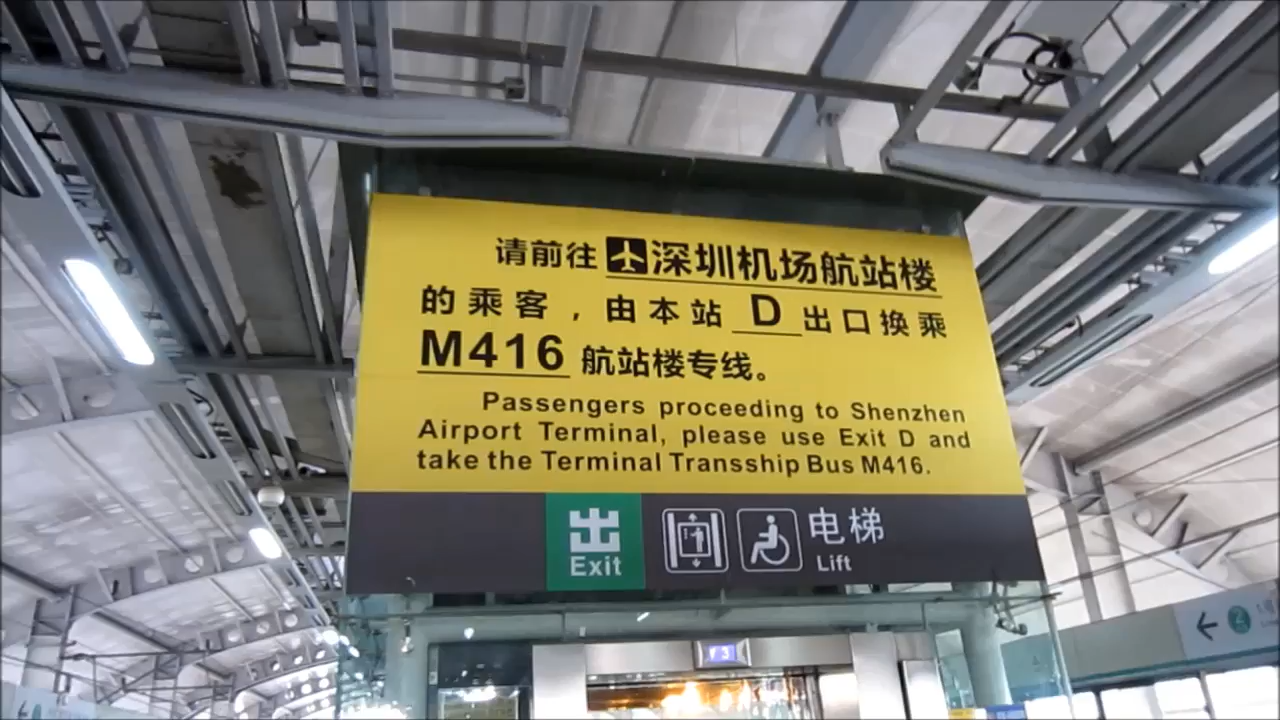 请前往深圳机场航站楼
的乘客，由本站 D 出口换乘
M416 航站楼专线。
Passengers proceeding to Shenzhen
Airport Terminal, please use Exit D and
take the Terminal Transship Bus M416.
出
Exit
电梯
Lift
2